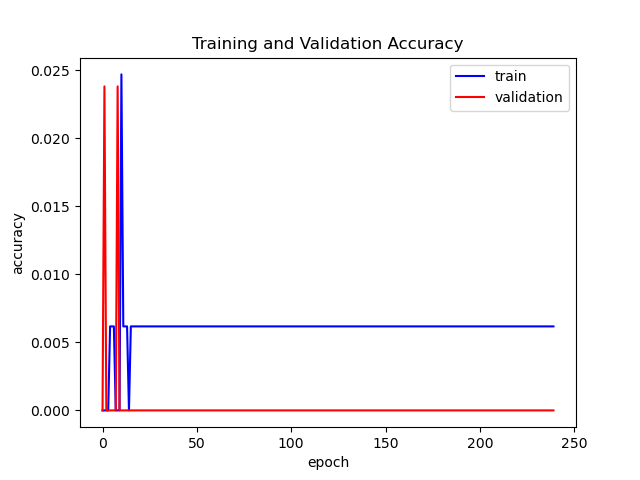 Training and Validation Accuracy
train
validation
accuracy
0.025
0.020
0.015
0.010
0.005
0.000
0 50 100 150 200 250
epoch